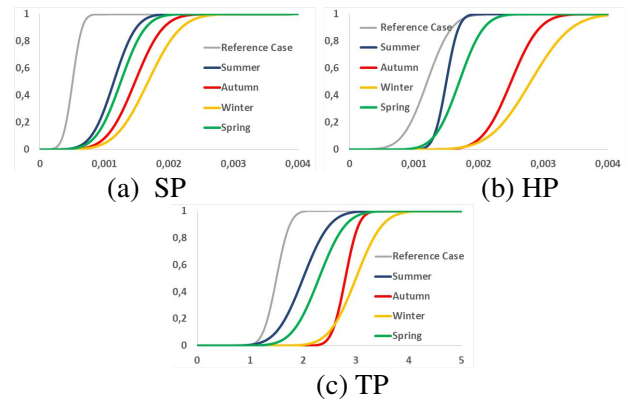 1
0,8
0,6
0,4
0,2
0
0 0,001 0,002 0,003 0,004
Reference Case
Summer
Autumn
Winter
Spring
(a) SP
1
0,8
0,6
0,4
0,2
0
0 0,001 0,002 0,003 0,004
Reference Case
Summer
Autumn
Winter
Spring
(b) HP
1
0,8
0,6
0,4
0,2
0
0 1 2 3 4 5
Reference Case
Summer
Autumn
Winter
Spring
(c) TP